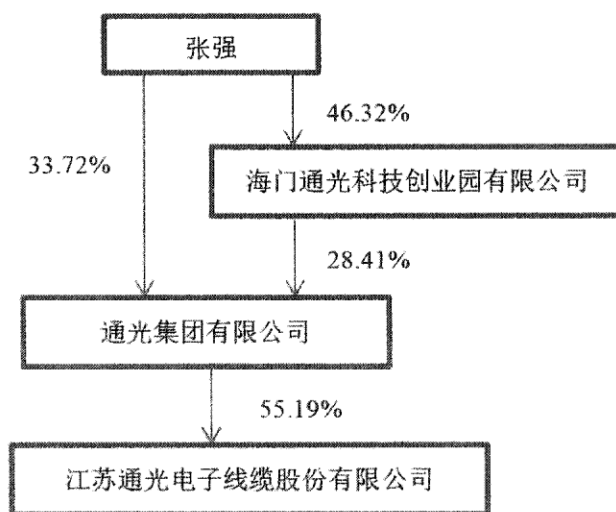 张强
46.32%
33.72%
海门通光科技创业园有限公司
28.41%
通光集团有限公司
55.19%
江苏通光电子线缆股份有限公司